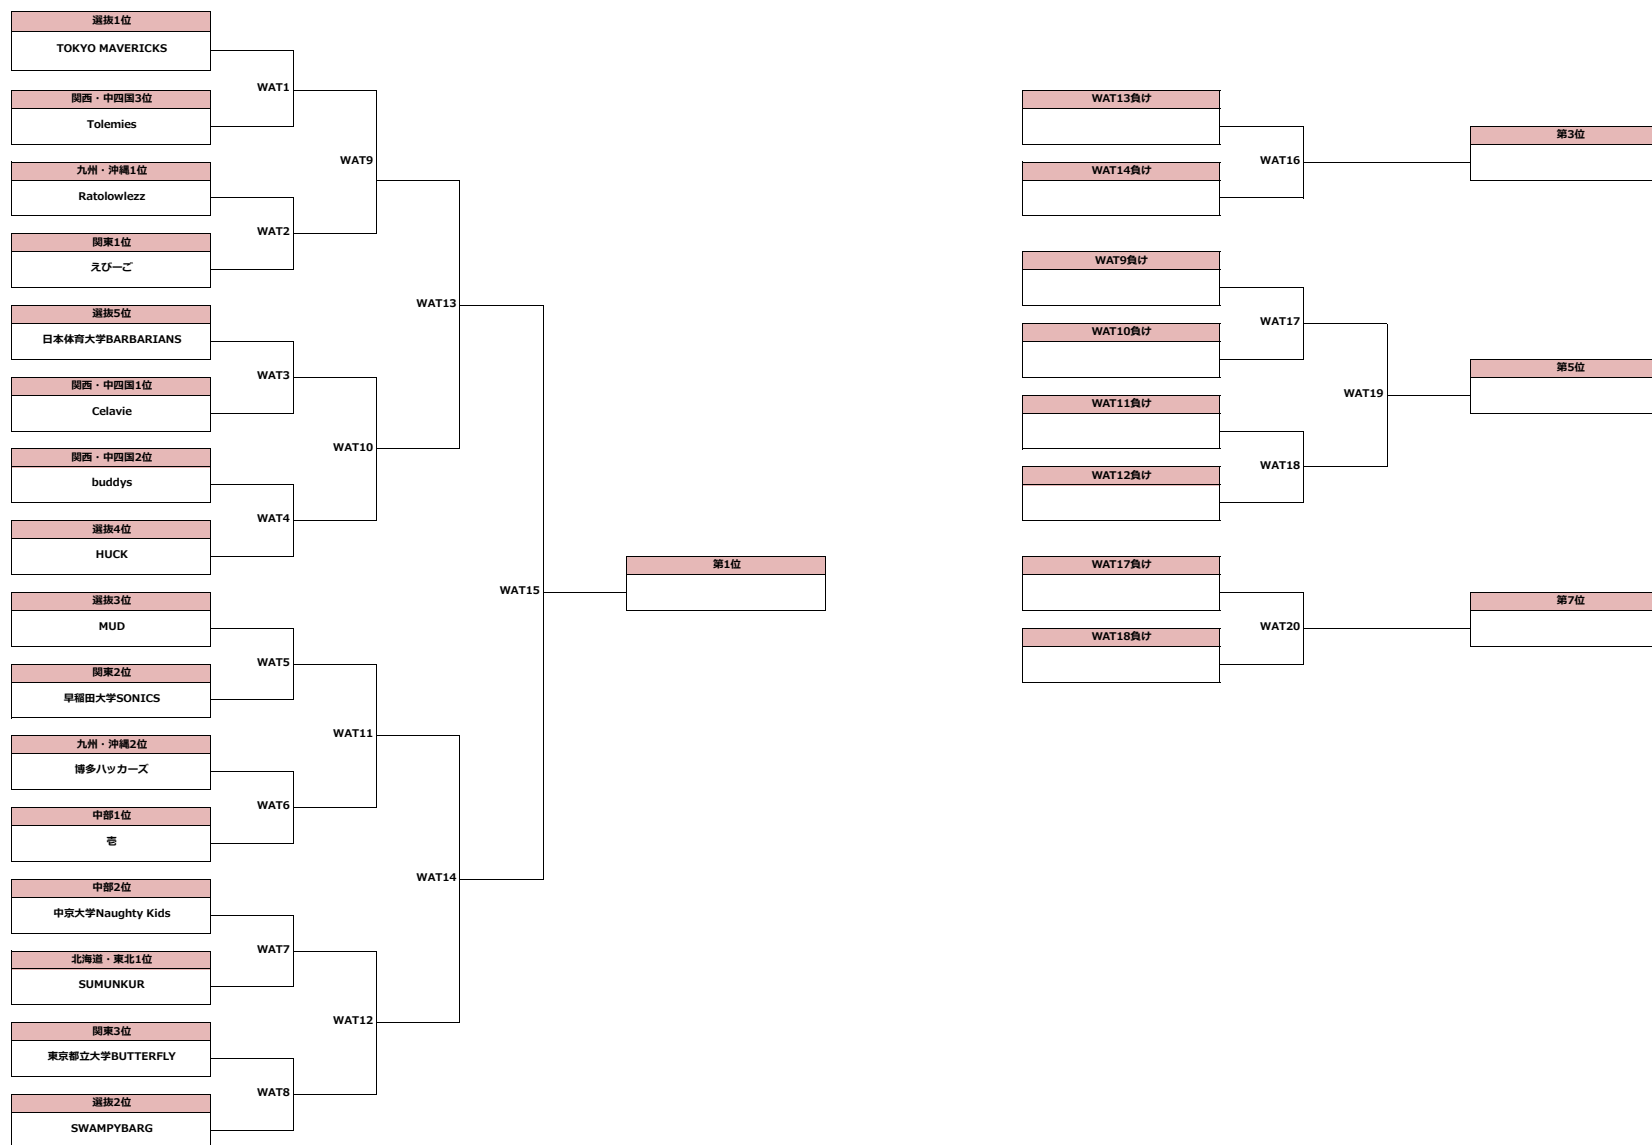 選抜1位
TOKYO MAVERICKS
WAT1
関西・中四国3位
Tolemies
WAT9
九州・沖縄1位
Ratolowlezz
WAT2
関東1位
えびーご
WAT13
選抜5位
日本体育大学BARBARIANS
WAT3
関西・中四国1位
Celavie
WAT10
関西・中四国2位
buddys
WAT4
選抜4位
HUCK
WAT15
第1位
選抜3位
MUD
WAT5
関東2位
早稲田大学SONICS
WAT11
九州・沖縄2位
博多ハッカーズ
WAT6
中部1位
壱
WAT14
中部2位
中京大学Naughty Kids
WAT7
北海道・東北1位
SUMUNKUR
WAT12
関東3位
東京都立大学BUTTERFLY
WAT8
選抜2位
SWAMPYBARG
WAT13負け
WAT16
第3位
WAT14負け
WAT9負け
WAT17
WAT10負け
WAT19
第5位
WAT11負け
WAT18
WAT12負け
WAT17負け
WAT20
第7位
WAT18負け